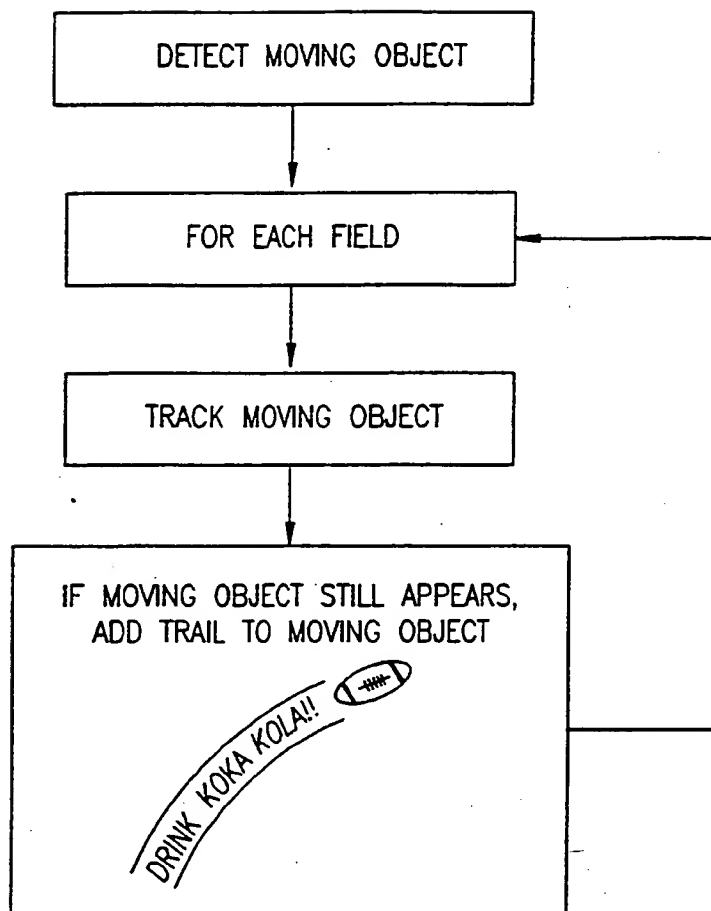 DETECT MOVING OBJECT
FOR EACH FIELD
TRACK MOVING OBJECT
IF MOVING OBJECT STILL APPEARS,
ADD TRAIL TO MOVING OBJECT
DRINK KOKA KOLA!!